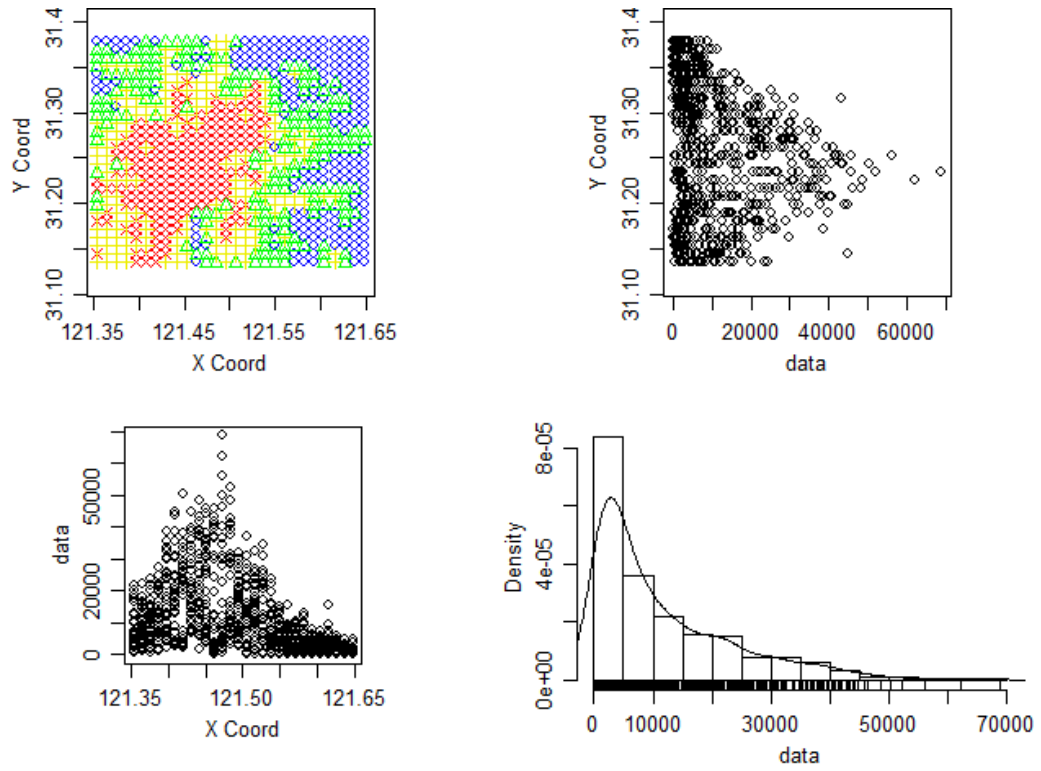 31.4
31.30
31.20
31.10
Y Coord
121.35 121.45 121.55 121.65
X Coord
31.4
31.30
31.20
31.10
Y Coord
0 20000 40000 60000
data
50000
20000
0
data
121.35 121.50 121.65
X Coord
8e-05
4e-05
0e+00
Density
0 10000 30000 50000 70000
data